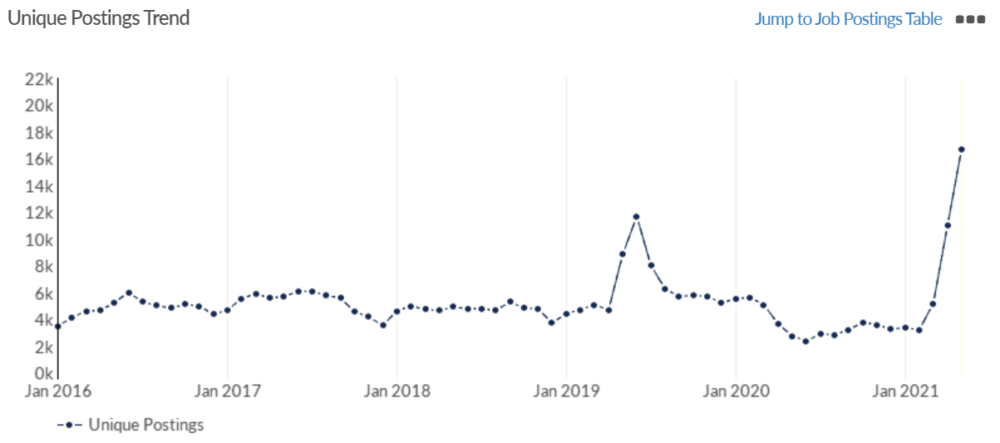 Unique Postings Trend
Jump to Job Postings Table
22k
20k
18k
16k
14k
12k
10k
8k
6k
4k
2k
0k
Jan 2016 Jan 2017 Jan 2018 Jan 2019 Jan 2020 Jan 2021
Unique Postings